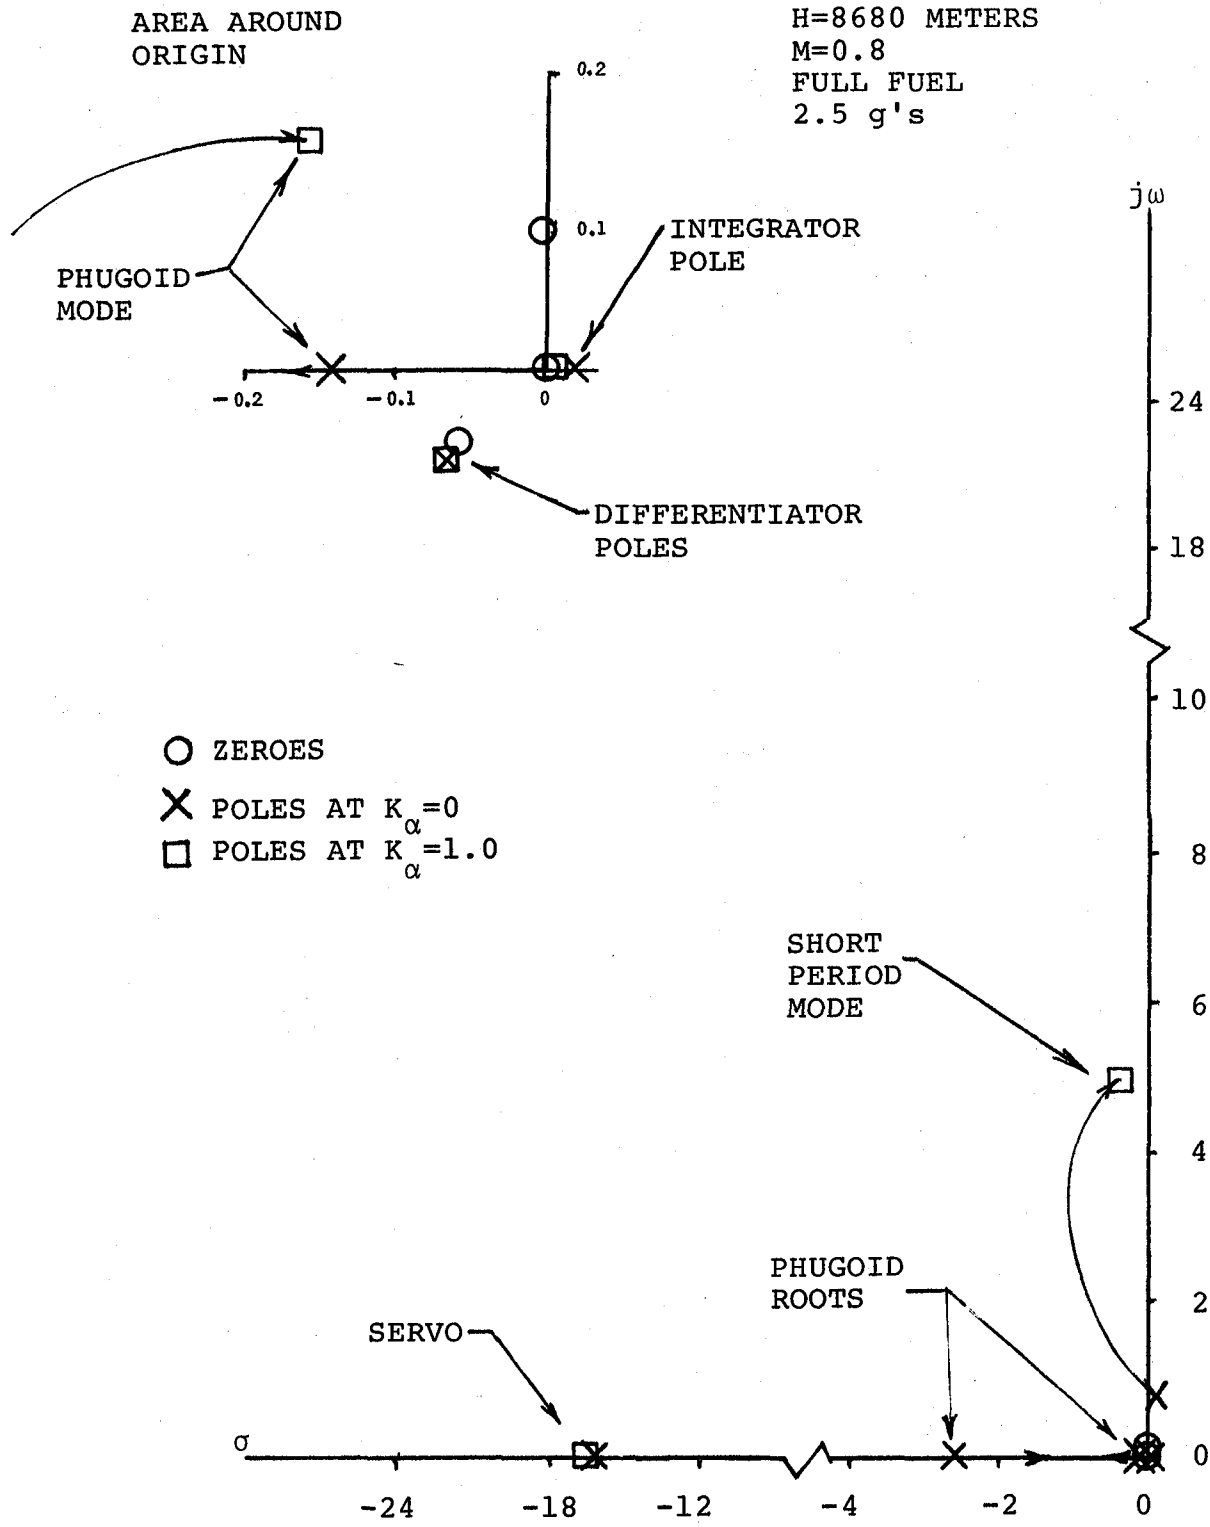 AREA AROUND
ORIGIN
H=8680 METERS
M=0.8
FULL FUEL
2.5 g's
0.2
jω
0.1
INTEGRATOR
POLE
PHUGOID
MODE
-0.2
-0.1
0
24
DIFFERENTIATOR
POLES
18
10
ZEROES
POLES AT Kα=0
POLES AT Kα=1.0
8
SHORT
PERIOD
MODE
6
4
PHUGOID
ROOTS
2
SERVO
σ
0
-24
-18
-12
-4
-2
0